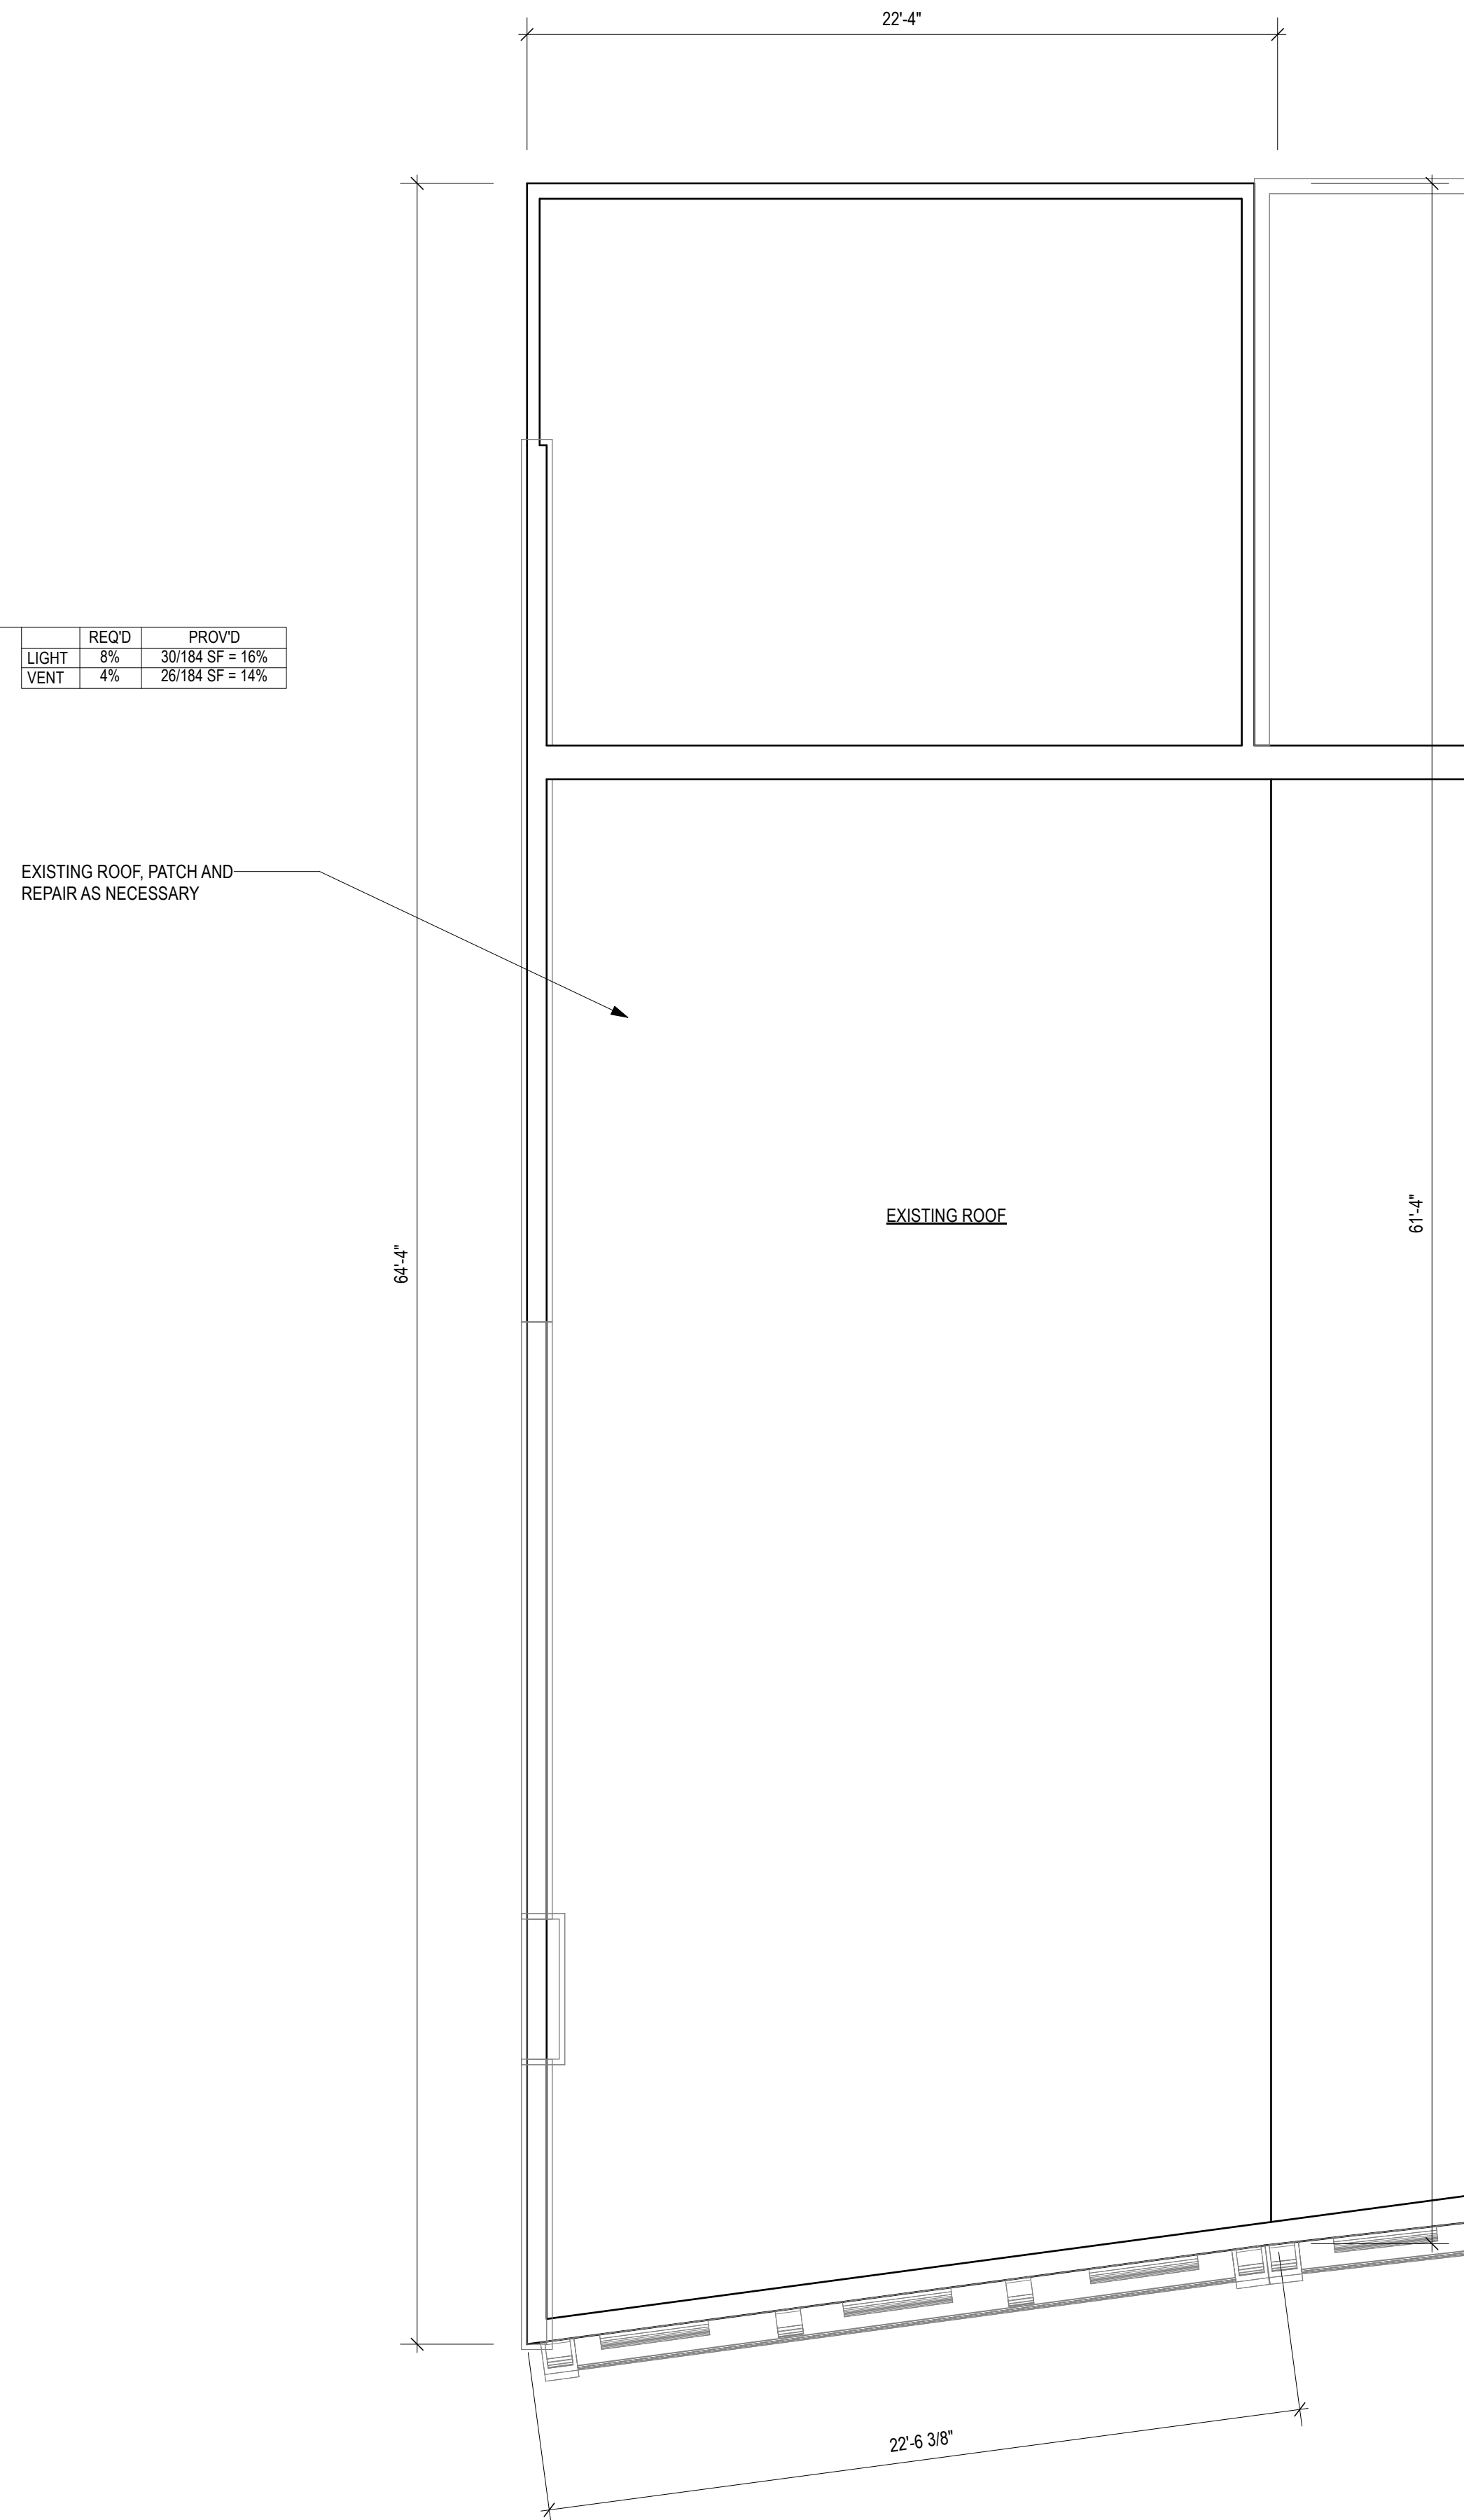 22'-4"
REQ'D PROV'D
LIGHT 8% 30/184 SF = 16%
VENT 4% 26/184 SF = 14%
EXISTING ROOF, PATCH AND
REPAIR AS NECESSARY
EXISTING ROOF
61'-4"
64'-4"
22'-6 3/8"